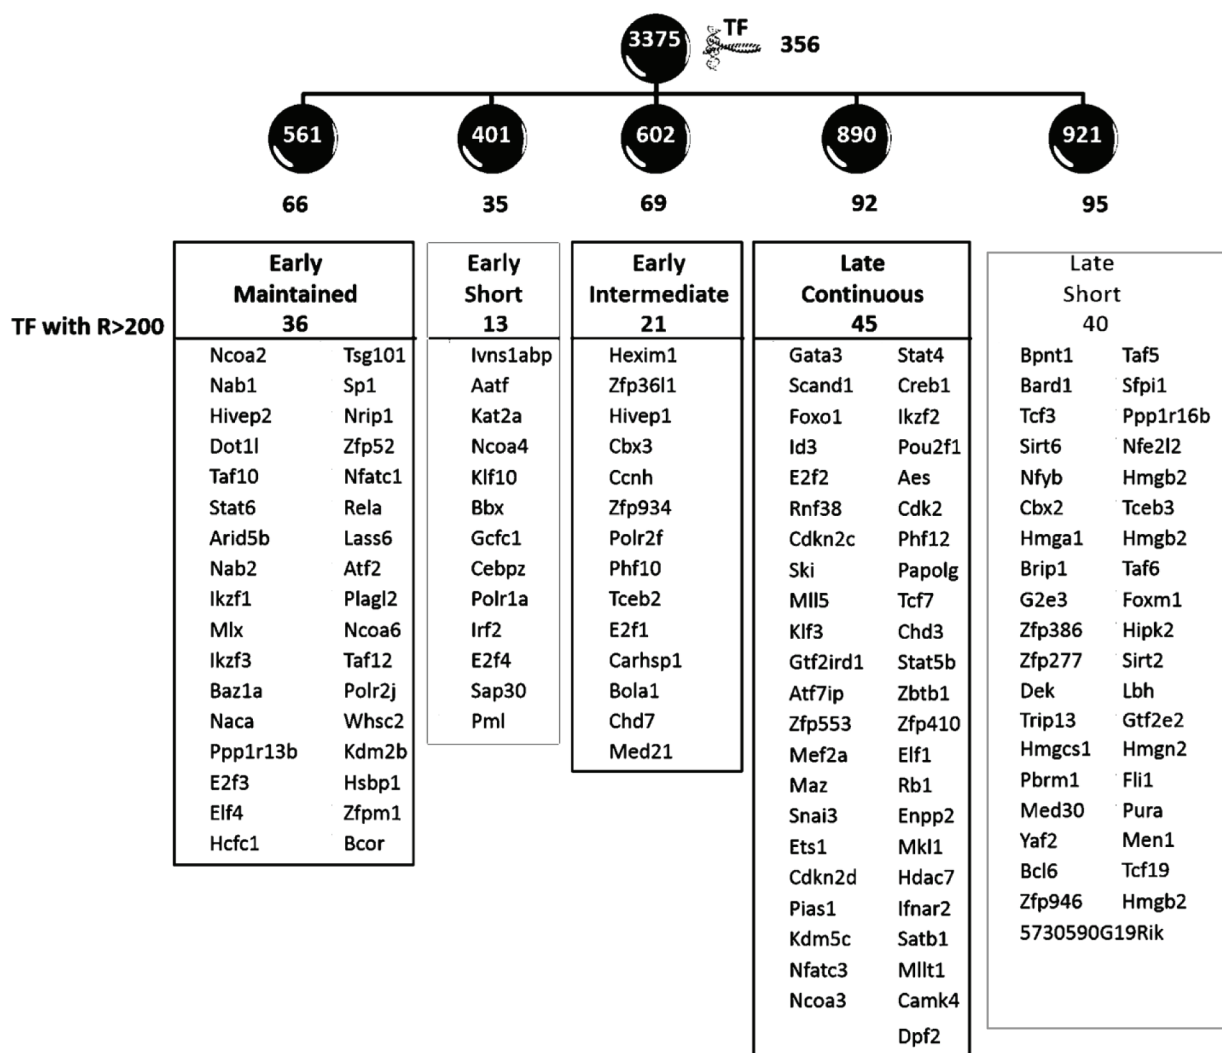 3375 TF 356
561 401 602 890 921
66 35 69 92 95
Early Maintained 36
Early Short 13
Early Intermediate 21
Late Continuous 45
Late Short 40
TF with R>200
Ncoa2 Tsg101
Nab1 Sp1
Hivep2 Nrip1
Dot1l Zfp52
Taf10 Nfatc1
Stat6 Rela
Arid5b Lass6
Nab2 Atf2
Ikzf1 Plagl2
Mlx Ncoa6
Ikzf3 Taf12
Baz1a Polr2j
Naca Whsc2
Ppp1r13b Kdm2b
E2f3 Hsbp1
Elf4 Zfpm1
Hcfc1 Bcor
Ivns1abp
Aatf
Kat2a
Ncoa4
Klf10
Bbx
Gcfc1
Cebpz
Polr1a
Irf2
E2f4
Sap30
Pml
Hexim1
Zfp36l1
Hivep1
Cbx3
Ccnh
Zfp934
Polr2f
Phf10
Tceb2
E2f1
Carhsp1
Bola1
Chd7
Med21
Gata3 Stat4
Scand1 Creb1
Foxo1 Ikzf2
Id3 Pou2f1
E2f2 Aes
Rnf38 Cdk2
Cdkn2c Phf12
Ski Papolg
Mll5 Tcf7
Klf3 Chd3
Gtf2ird1 Stat5b
Atf7ip Zbtb1
Zfp553 Zfp410
Mef2a Elf1
Maz Rb1
Snai3 Enpp2
Ets1 Mkl1
Cdkn2d Hdac7
Pias1 Ifnar2
Kdm5c Satb1
Nfatc3 Mllt1
Ncoa3 Camk4
Dpf2
Bpnt1 Taf5
Bard1 Sfpi1
Tcf3 Ppp1r16b
Sirt6 Nfe2l2
Nfyb Hmgb2
Cbx2 Tceb3
Hmga1 Hmgb2
Brip1 Taf6
G2e3 Foxm1
Zfp386 Hipk2
Zfp277 Sirt2
Dek Lbh
Trip13 Gtf2e2
Hmgcs1 Hmgn2
Pbrm1 Fli1
Med30 Pura
Yaf2 Men1
Bcl6 Tcf19
Zfp946 Hmgb2
5730590G19Rik